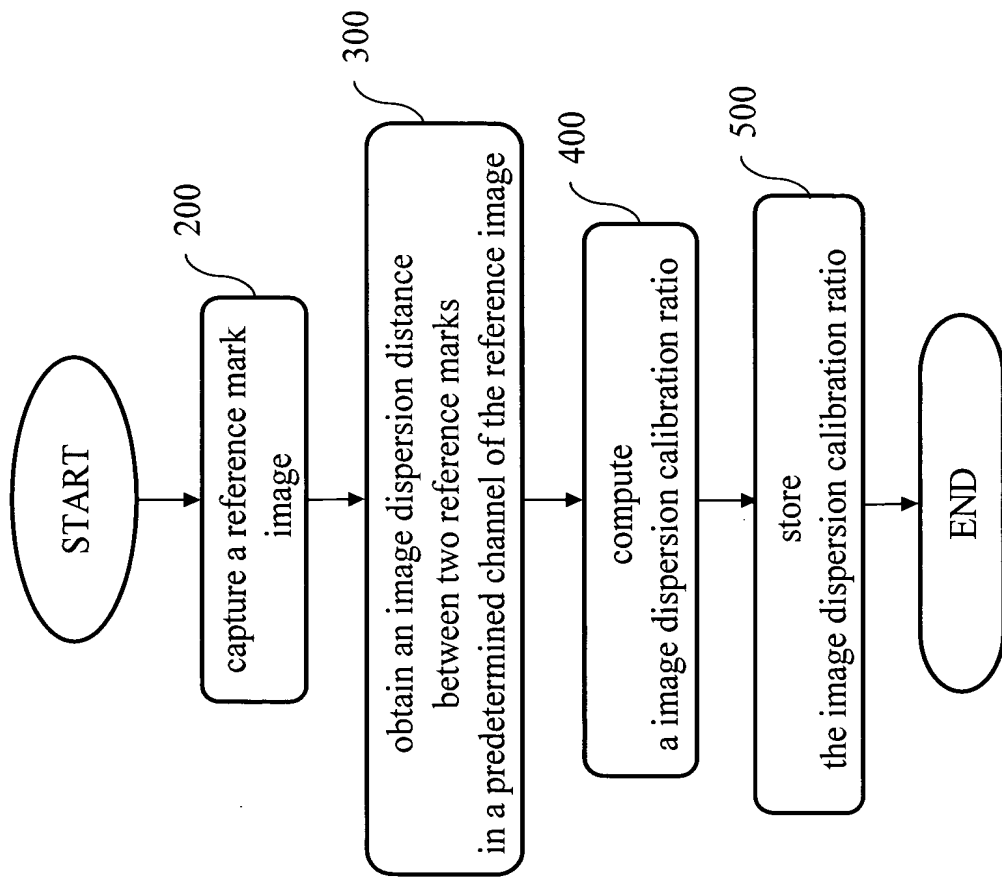 START
200
capture a reference mark
image
300
obtain an image dispersion distance
between two reference marks
in a predetermined channel of the reference image
400
compute
a image dispersion calibration ratio
500
store
the image dispersion calibration ratio
END